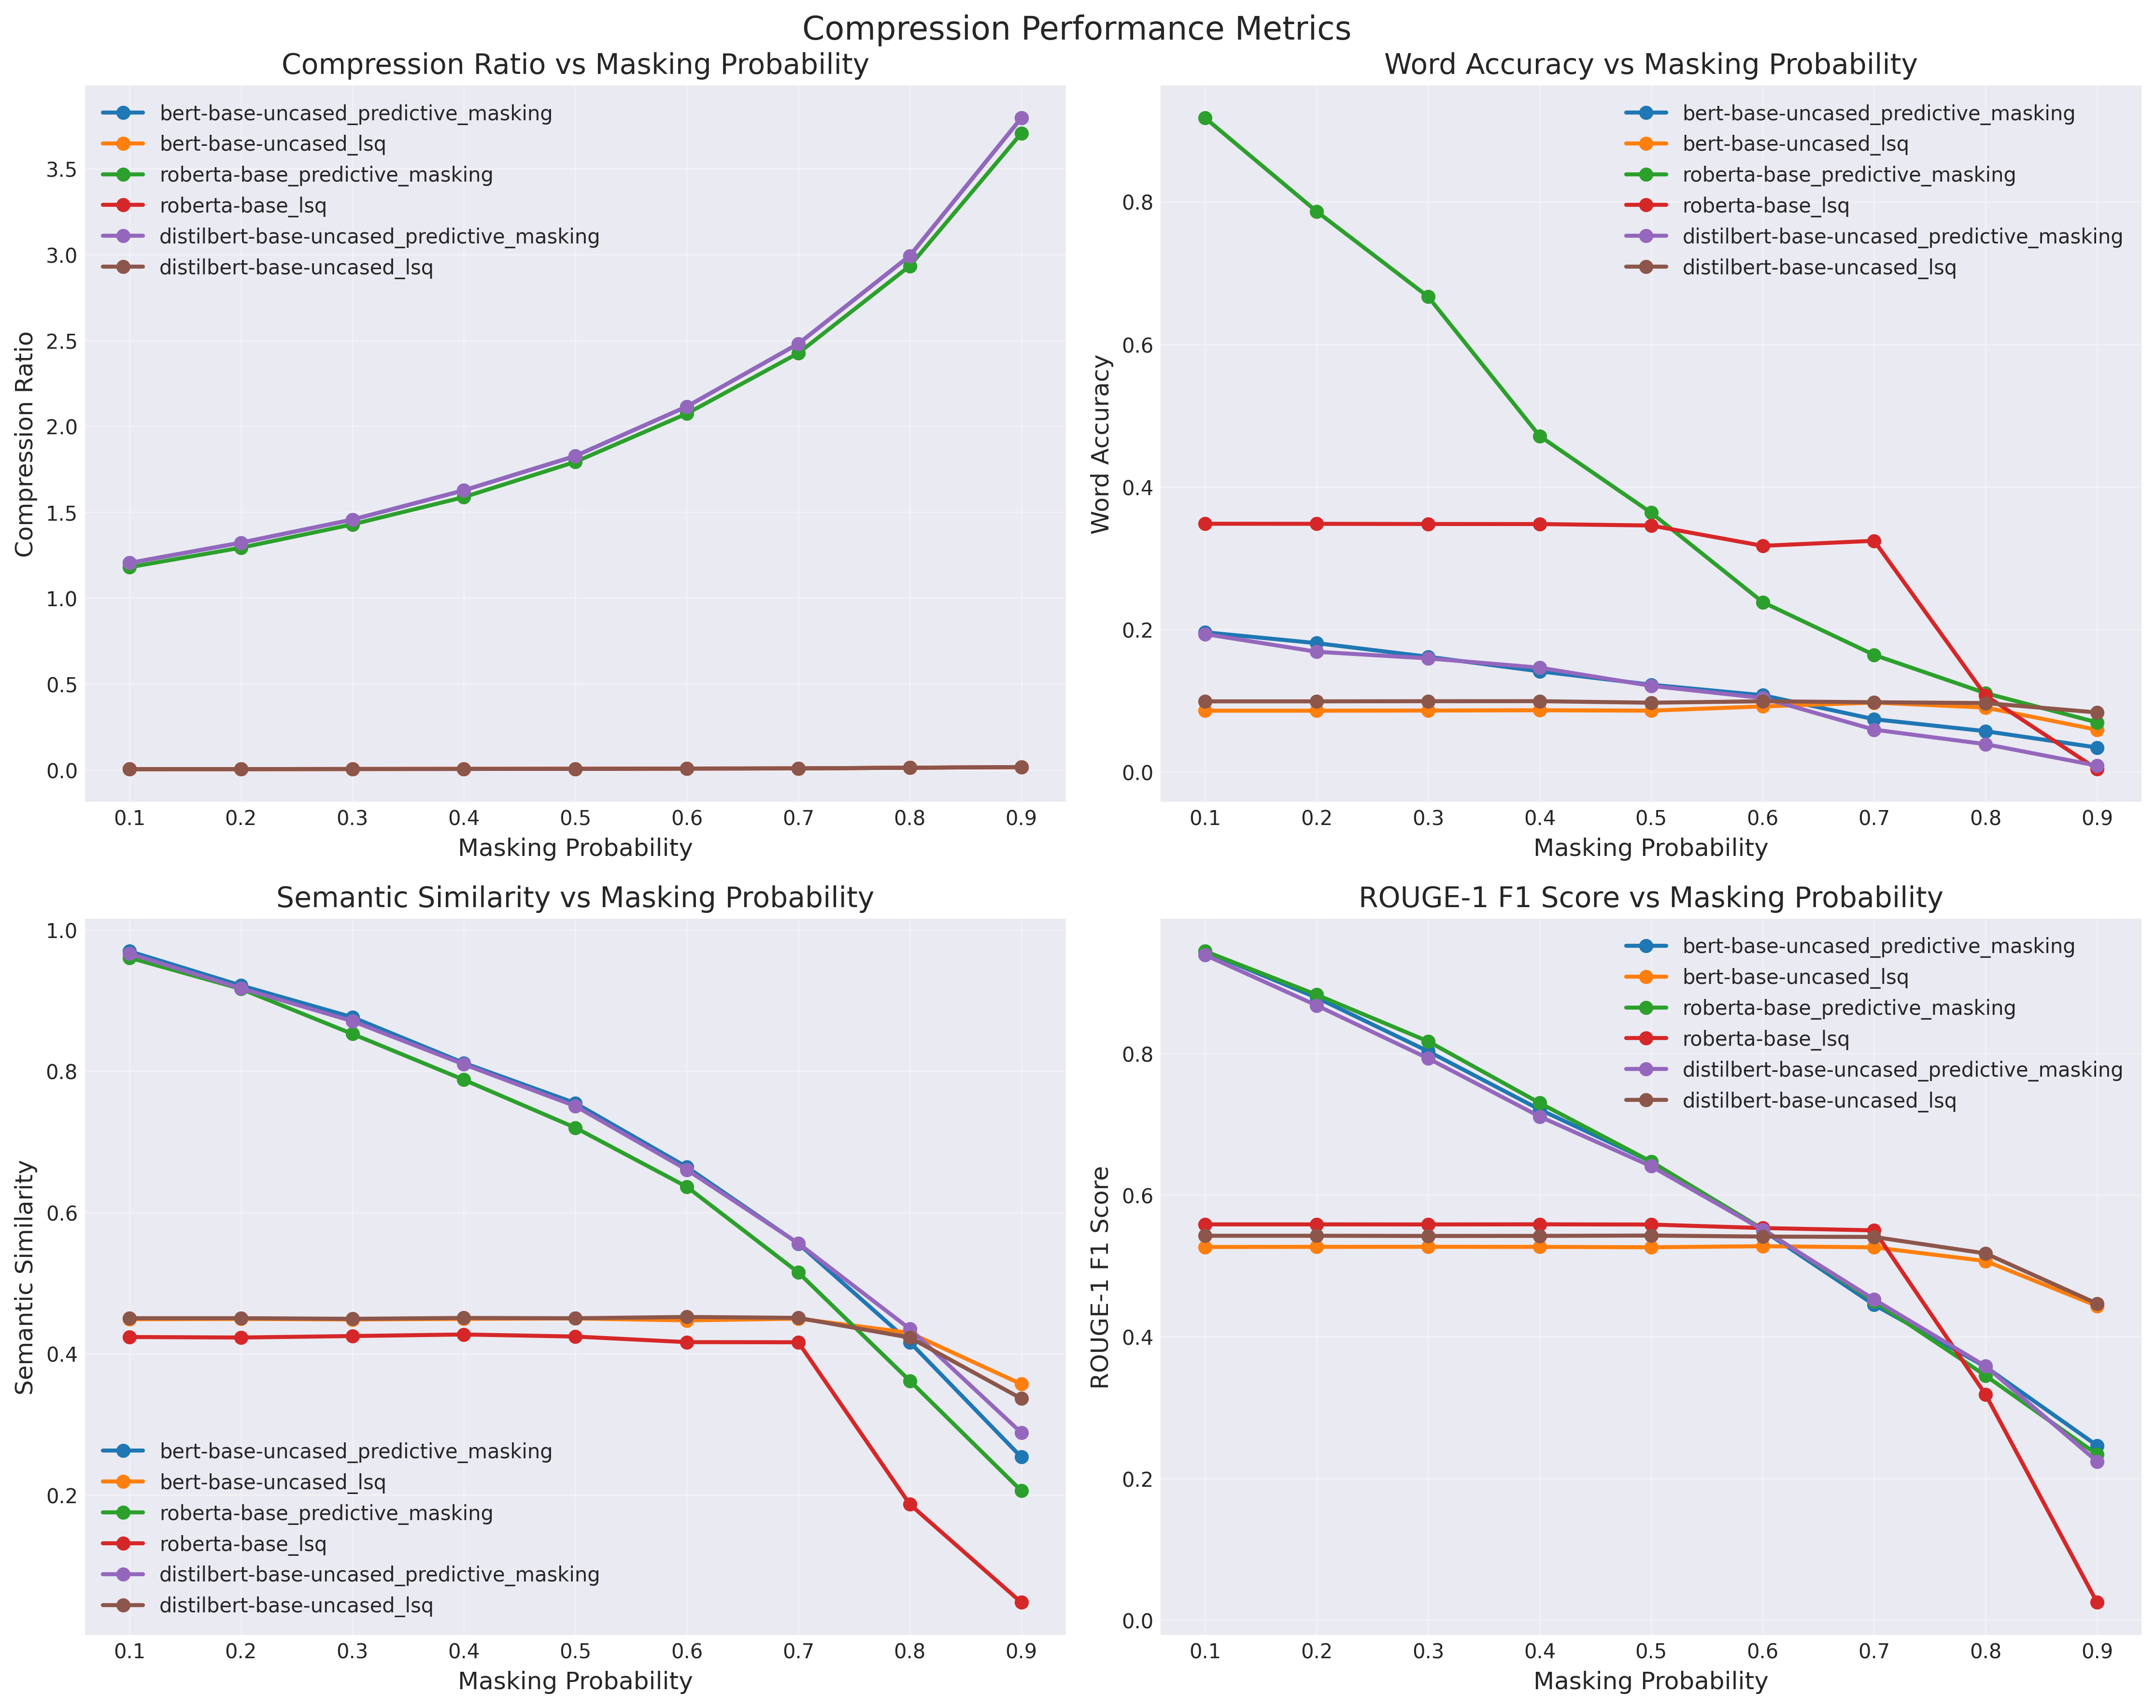 Compression Performance Metrics
Compression Ratio vs Masking Probability
bert-base-uncased_predictive_masking
bert-base-uncased_lsq
roberta-base_predictive_masking
roberta-base_lsq
distilbert-base-uncased_predictive_masking
distilbert-base-uncased_lsq
Compression Ratio
3.5
3.0
2.5
2.0
1.5
1.0
0.5
0.0
0.1 0.2 0.3 0.4 0.5 0.6 0.7 0.8 0.9
Masking Probability
Word Accuracy vs Masking Probability
bert-base-uncased_predictive_masking
bert-base-uncased_lsq
roberta-base_predictive_masking
roberta-base_lsq
distilbert-base-uncased_predictive_masking
distilbert-base-uncased_lsq
Word Accuracy
0.8
0.6
0.4
0.2
0.0
0.1 0.2 0.3 0.4 0.5 0.6 0.7 0.8 0.9
Masking Probability
Semantic Similarity vs Masking Probability
Semantic Similarity
1.0
0.8
0.6
0.4
0.2
bert-base-uncased_predictive_masking
bert-base-uncased_lsq
roberta-base_predictive_masking
roberta-base_lsq
distilbert-base-uncased_predictive_masking
distilbert-base-uncased_lsq
0.1 0.2 0.3 0.4 0.5 0.6 0.7 0.8 0.9
Masking Probability
ROUGE-1 F1 Score vs Masking Probability
bert-base-uncased_predictive_masking
bert-base-uncased_lsq
roberta-base_predictive_masking
roberta-base_lsq
distilbert-base-uncased_predictive_masking
distilbert-base-uncased_lsq
ROUGE-1 F1 Score
0.8
0.6
0.4
0.2
0.0
0.1 0.2 0.3 0.4 0.5 0.6 0.7 0.8 0.9
Masking Probability